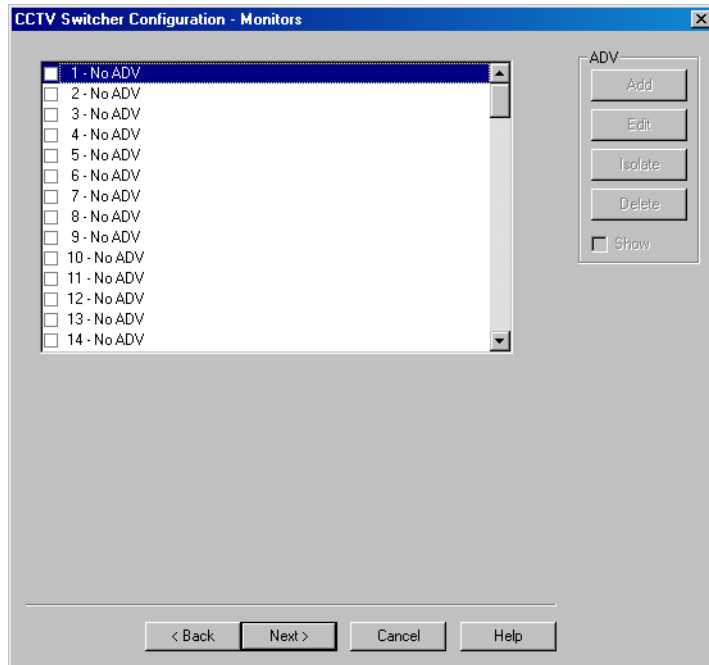 CCTV Switcher Configuration - Monitors
1 - No ADV
2 - No ADV
3 - No ADV
4 - No ADV
5 - No ADV
6 - No ADV
7 - No ADV
8 - No ADV
9 - No ADV
10 - No ADV
11 - No ADV
12 - No ADV
13 - No ADV
14 - No ADV
ADV
Add
Edit
Isolate
Delete
Show
< Back
Next >
Cancel
Help